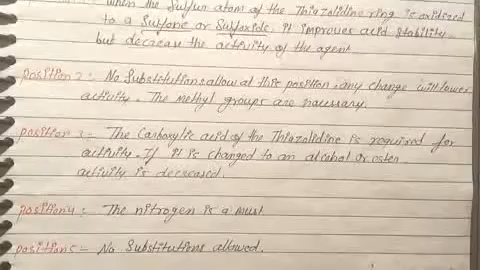 when the Sulfur atom of the Thiazolidine ring is oxidized
to a Sulfone or Sulfoxide, it improves acid stability
but decrease the activity of the agent
position 2:- No Substitutions allow at this position. any change will lower
activity. The Methyl groups are necessary.
position 3:- The Carboxylic acid of the Thiazolidine is required for
activity. If it is changed to an alcohol or ester
activity is decreased.
position 4:- The nitrogen is a must
position 5:- No Substitutions allowed.